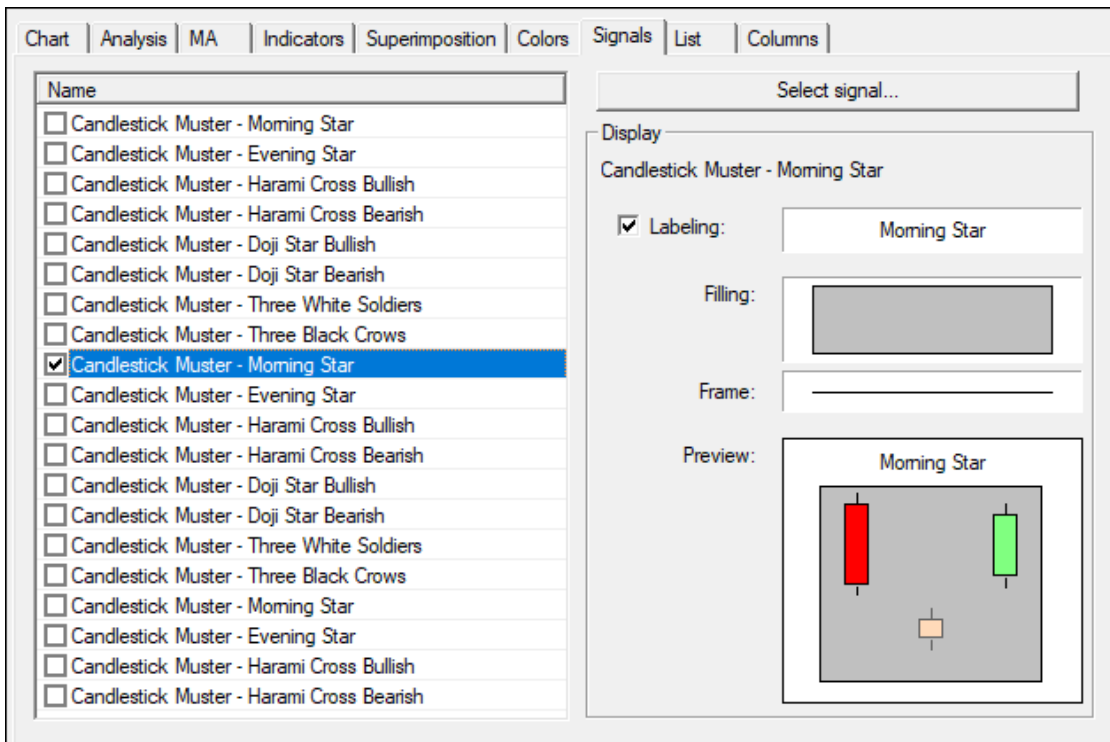 Chart Analysis MA Indicators Superimposition Colors Signals List Columns
Name
Candlestick Muster - Morning Star
Candlestick Muster - Evening Star
Candlestick Muster - Harami Cross Bullish
Candlestick Muster - Harami Cross Bearish
Candlestick Muster - Doji Star Bullish
Candlestick Muster - Doji Star Bearish
Candlestick Muster - Three White Soldiers
Candlestick Muster - Three Black Crows
Candlestick Muster - Morning Star
Candlestick Muster - Evening Star
Candlestick Muster - Harami Cross Bullish
Candlestick Muster - Harami Cross Bearish
Candlestick Muster - Doji Star Bullish
Candlestick Muster - Doji Star Bearish
Candlestick Muster - Three White Soldiers
Candlestick Muster - Three Black Crows
Candlestick Muster - Morning Star
Candlestick Muster - Evening Star
Candlestick Muster - Harami Cross Bullish
Candlestick Muster - Harami Cross Bearish
Select signal...
Display
Candlestick Muster - Morning Star
Labeling: Morning Star
Filling:
Frame:
Preview:
Morning Star